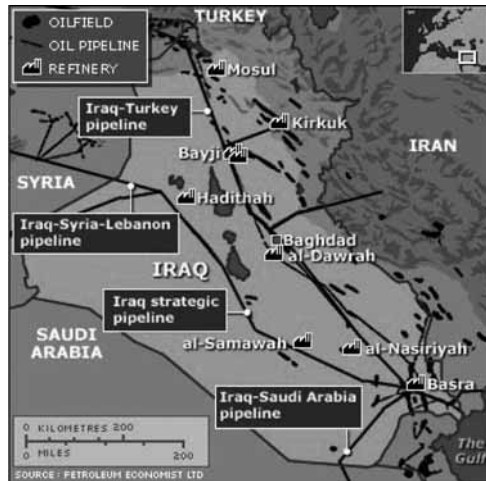 TURKEY
OILFIELD
OIL PIPELINE
REFINERY
Mosul
Iraq-Turkey
pipeline
Kirkuk
IRAN
Bayji
SYRIA
Hadithah
Iraq-Syria-Lebanon
pipeline
Baghdad
al-Dawrah
IRAQ
Iraq strategic
pipeline
SAUDI
ARABIA
al-Samawah
al-Nasiriyah
Basra
Iraq-Saudi Arabia
pipeline
0 KILOMETRES 200
0 MILES 200
The
Gulf
SOURCE : PETROLEUM ECONOMIST LTD